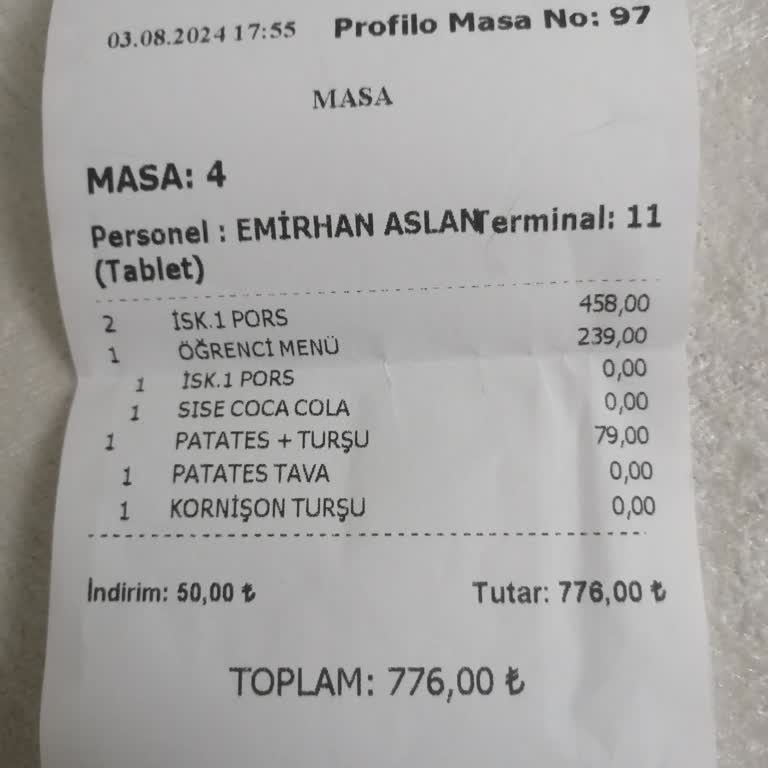 03.08.2024 17:55 Profilo Masa No: 97
MASA
MASA: 4
Personel : EMİRHAN ASLAN Terminal: 11
(Tablet)
2 İSK.1 PORS 458,00
1 ÖĞRENCİ MENÜ 239,00
1 İSK.1 PORS 0,00
1 SISE COCA COLA 0,00
1 PATATES + TURŞU 79,00
1 PATATES TAVA 0,00
1 KORNİŞON TURŞU 0,00
İndirim: 50,00 ₺ Tutar: 776,00 ₺
TOPLAM: 776,00 ₺